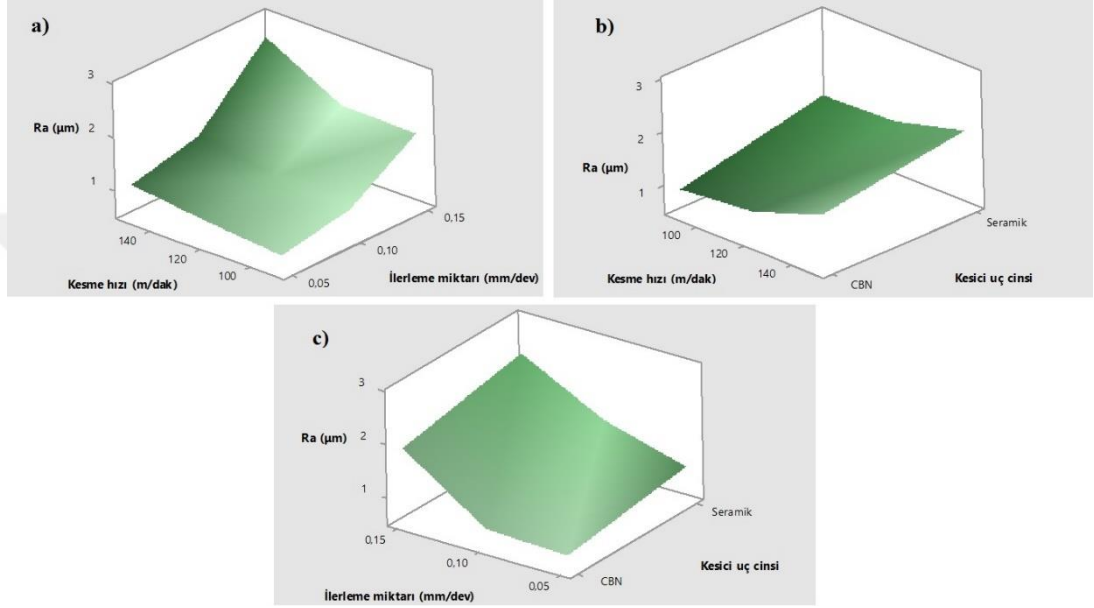 a)
3
2
1
Ra (µm)
140
120
100
Kesme hızı (m/dak)
0,05
0,10
0,15
İlerleme miktarı (mm/dev)
b)
3
2
1
Ra (µm)
100
120
140
Kesme hızı (m/dak)
CBN
Seramik
Kesici uç cinsi
c)
3
2
1
Ra (µm)
0,15
0,10
0,05
İlerleme miktarı (mm/dev)
CBN
Seramik
Kesici uç cinsi